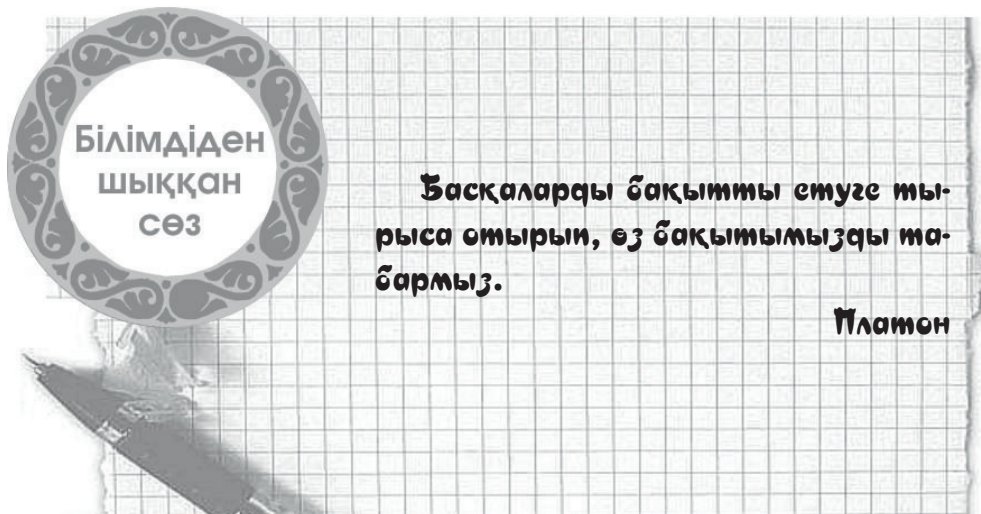 Білімдіден
шыққан
сөз
Басқаларды бақытты етуге ты-
рыса отырып, өз бақытымызды та-
бармыз.
Платон